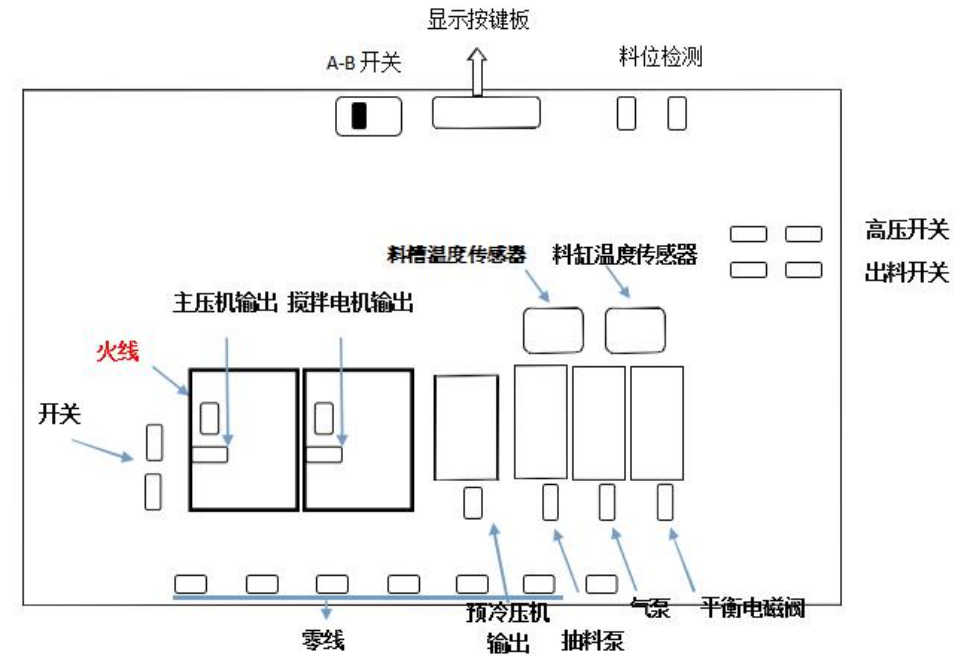 显示按键板
A-B 开关
料位检测
高压开关
料槽温度传感器
料缸温度传感器
出料开关
主压机输出
搅拌电机输出
火线
开关
预冷压机
输出
气泵
平衡电磁阀
零线
抽料泵